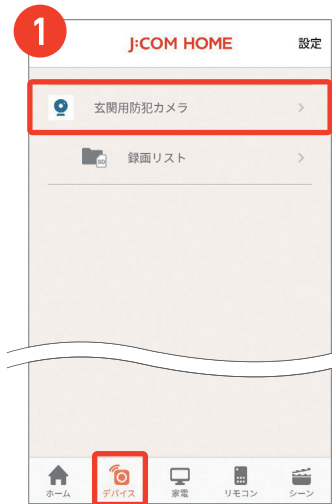 1
J:COM HOME
設定
玄関用防犯カメラ
録画リスト
SD
ホーム
デバイス
家電
リモコン
シーン